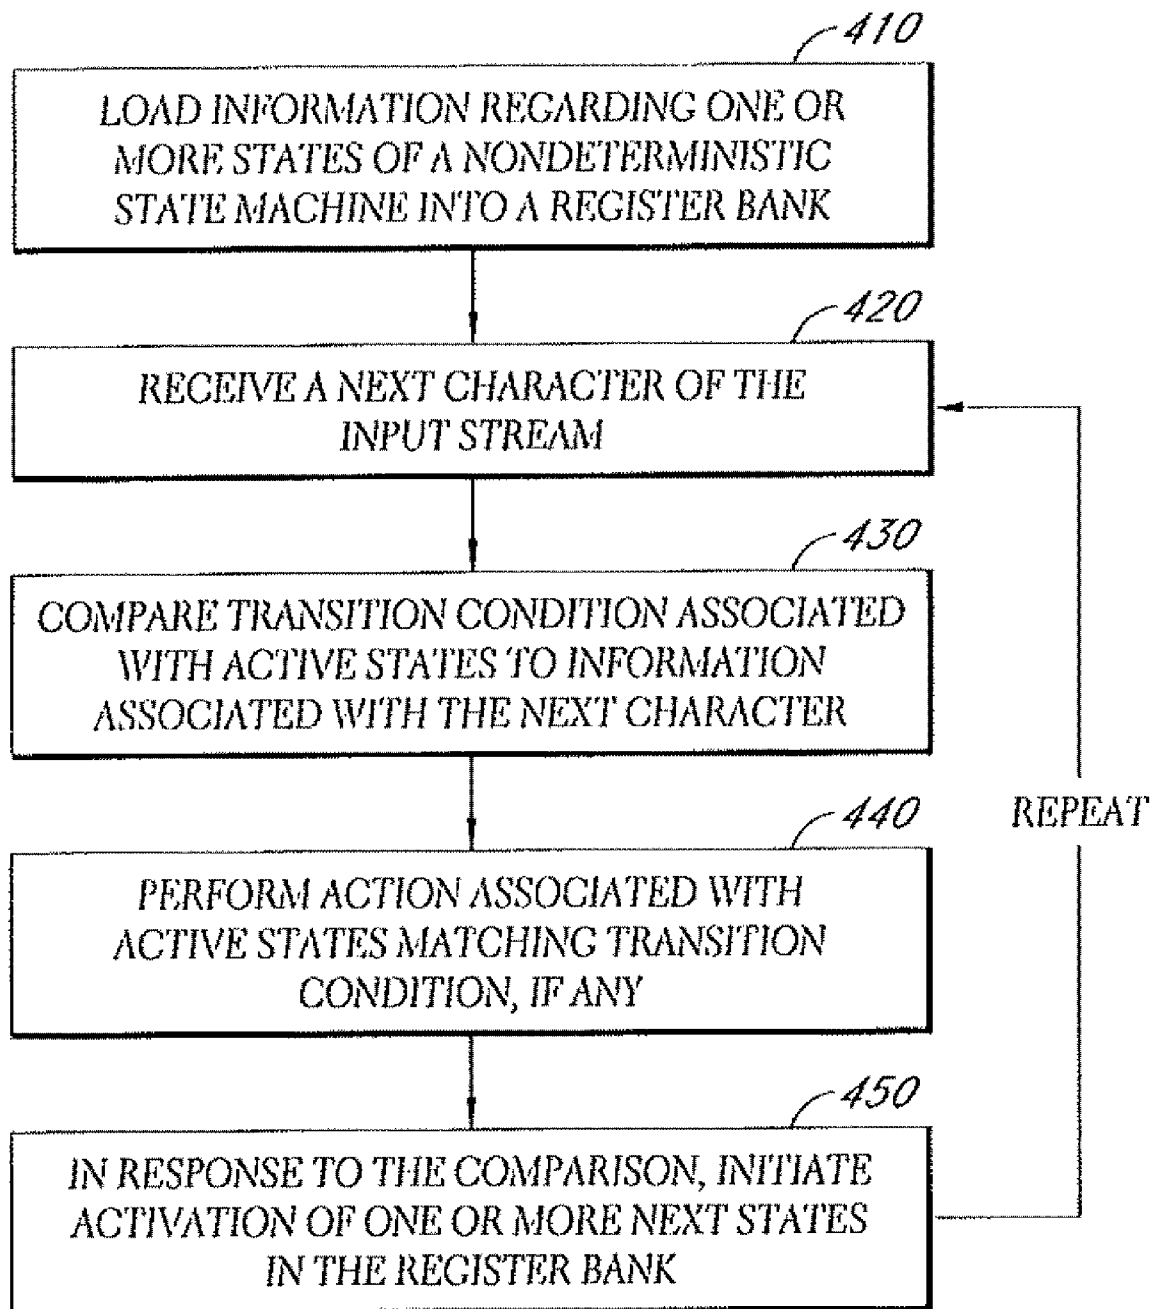 410
LOAD INFORMATION REGARDING ONE OR
MORE STATES OF A NONDETERMINISTIC
STATE MACHINE INTO A REGISTER BANK
420
RECEIVE A NEXT CHARACTER OF THE
INPUT STREAM
430
COMPARE TRANSITION CONDITION ASSOCIATED
WITH ACTIVE STATES TO INFORMATION
ASSOCIATED WITH THE NEXT CHARACTER
REPEAT
440
PERFORM ACTION ASSOCIATED WITH
ACTIVE STATES MATCHING TRANSITION
CONDITION, IF ANY
450
IN RESPONSE TO THE COMPARISON, INITIATE
ACTIVATION OF ONE OR MORE NEXT STATES
IN THE REGISTER BANK